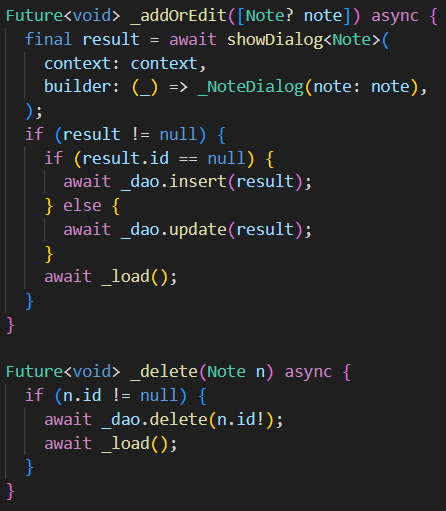 Future<void> _addOrEdit([Note? note]) async {
  final result = await showDialog<Note>(
    context: context,
    builder: (_) => _NoteDialog(note: note),
  );
  if (result != null) {
    if (result.id == null) {
      await _dao.insert(result);
    } else {
      await _dao.update(result);
    }
    await _load();
  }
}

Future<void> _delete(Note n) async {
  if (n.id != null) {
    await _dao.delete(n.id!);
    await _load();
  }
}